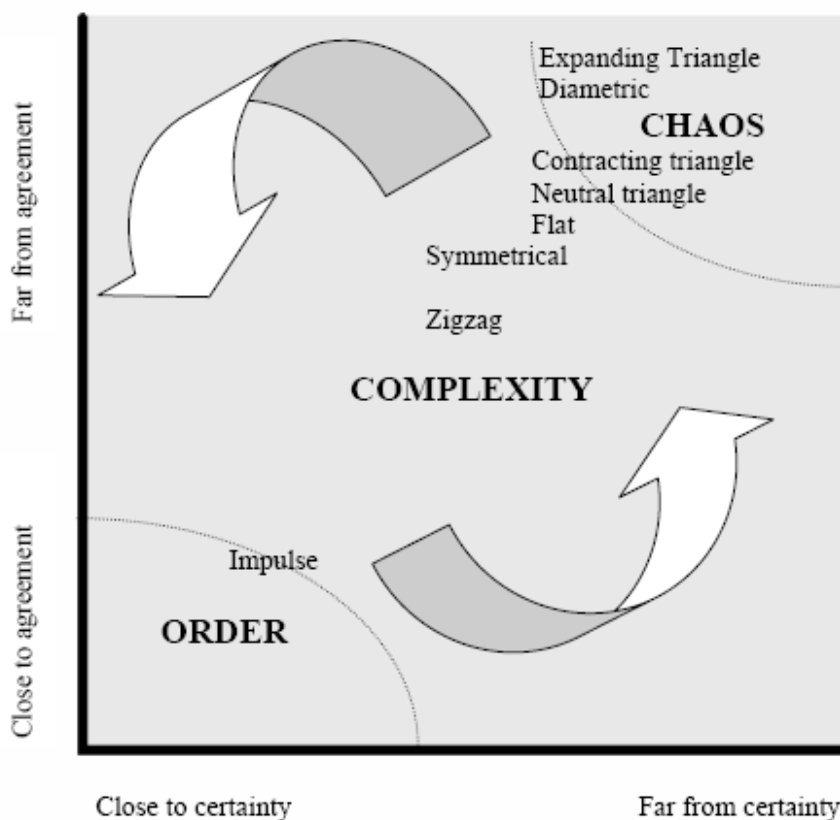 Expanding Triangle
Diametric
CHAOS
Contracting triangle
Neutral triangle
Flat
Symmetrical
Zigzag
COMPLEXITY
Impulse
ORDER
Far from agreement
Close to agreement
Close to certainty
Far from certainty